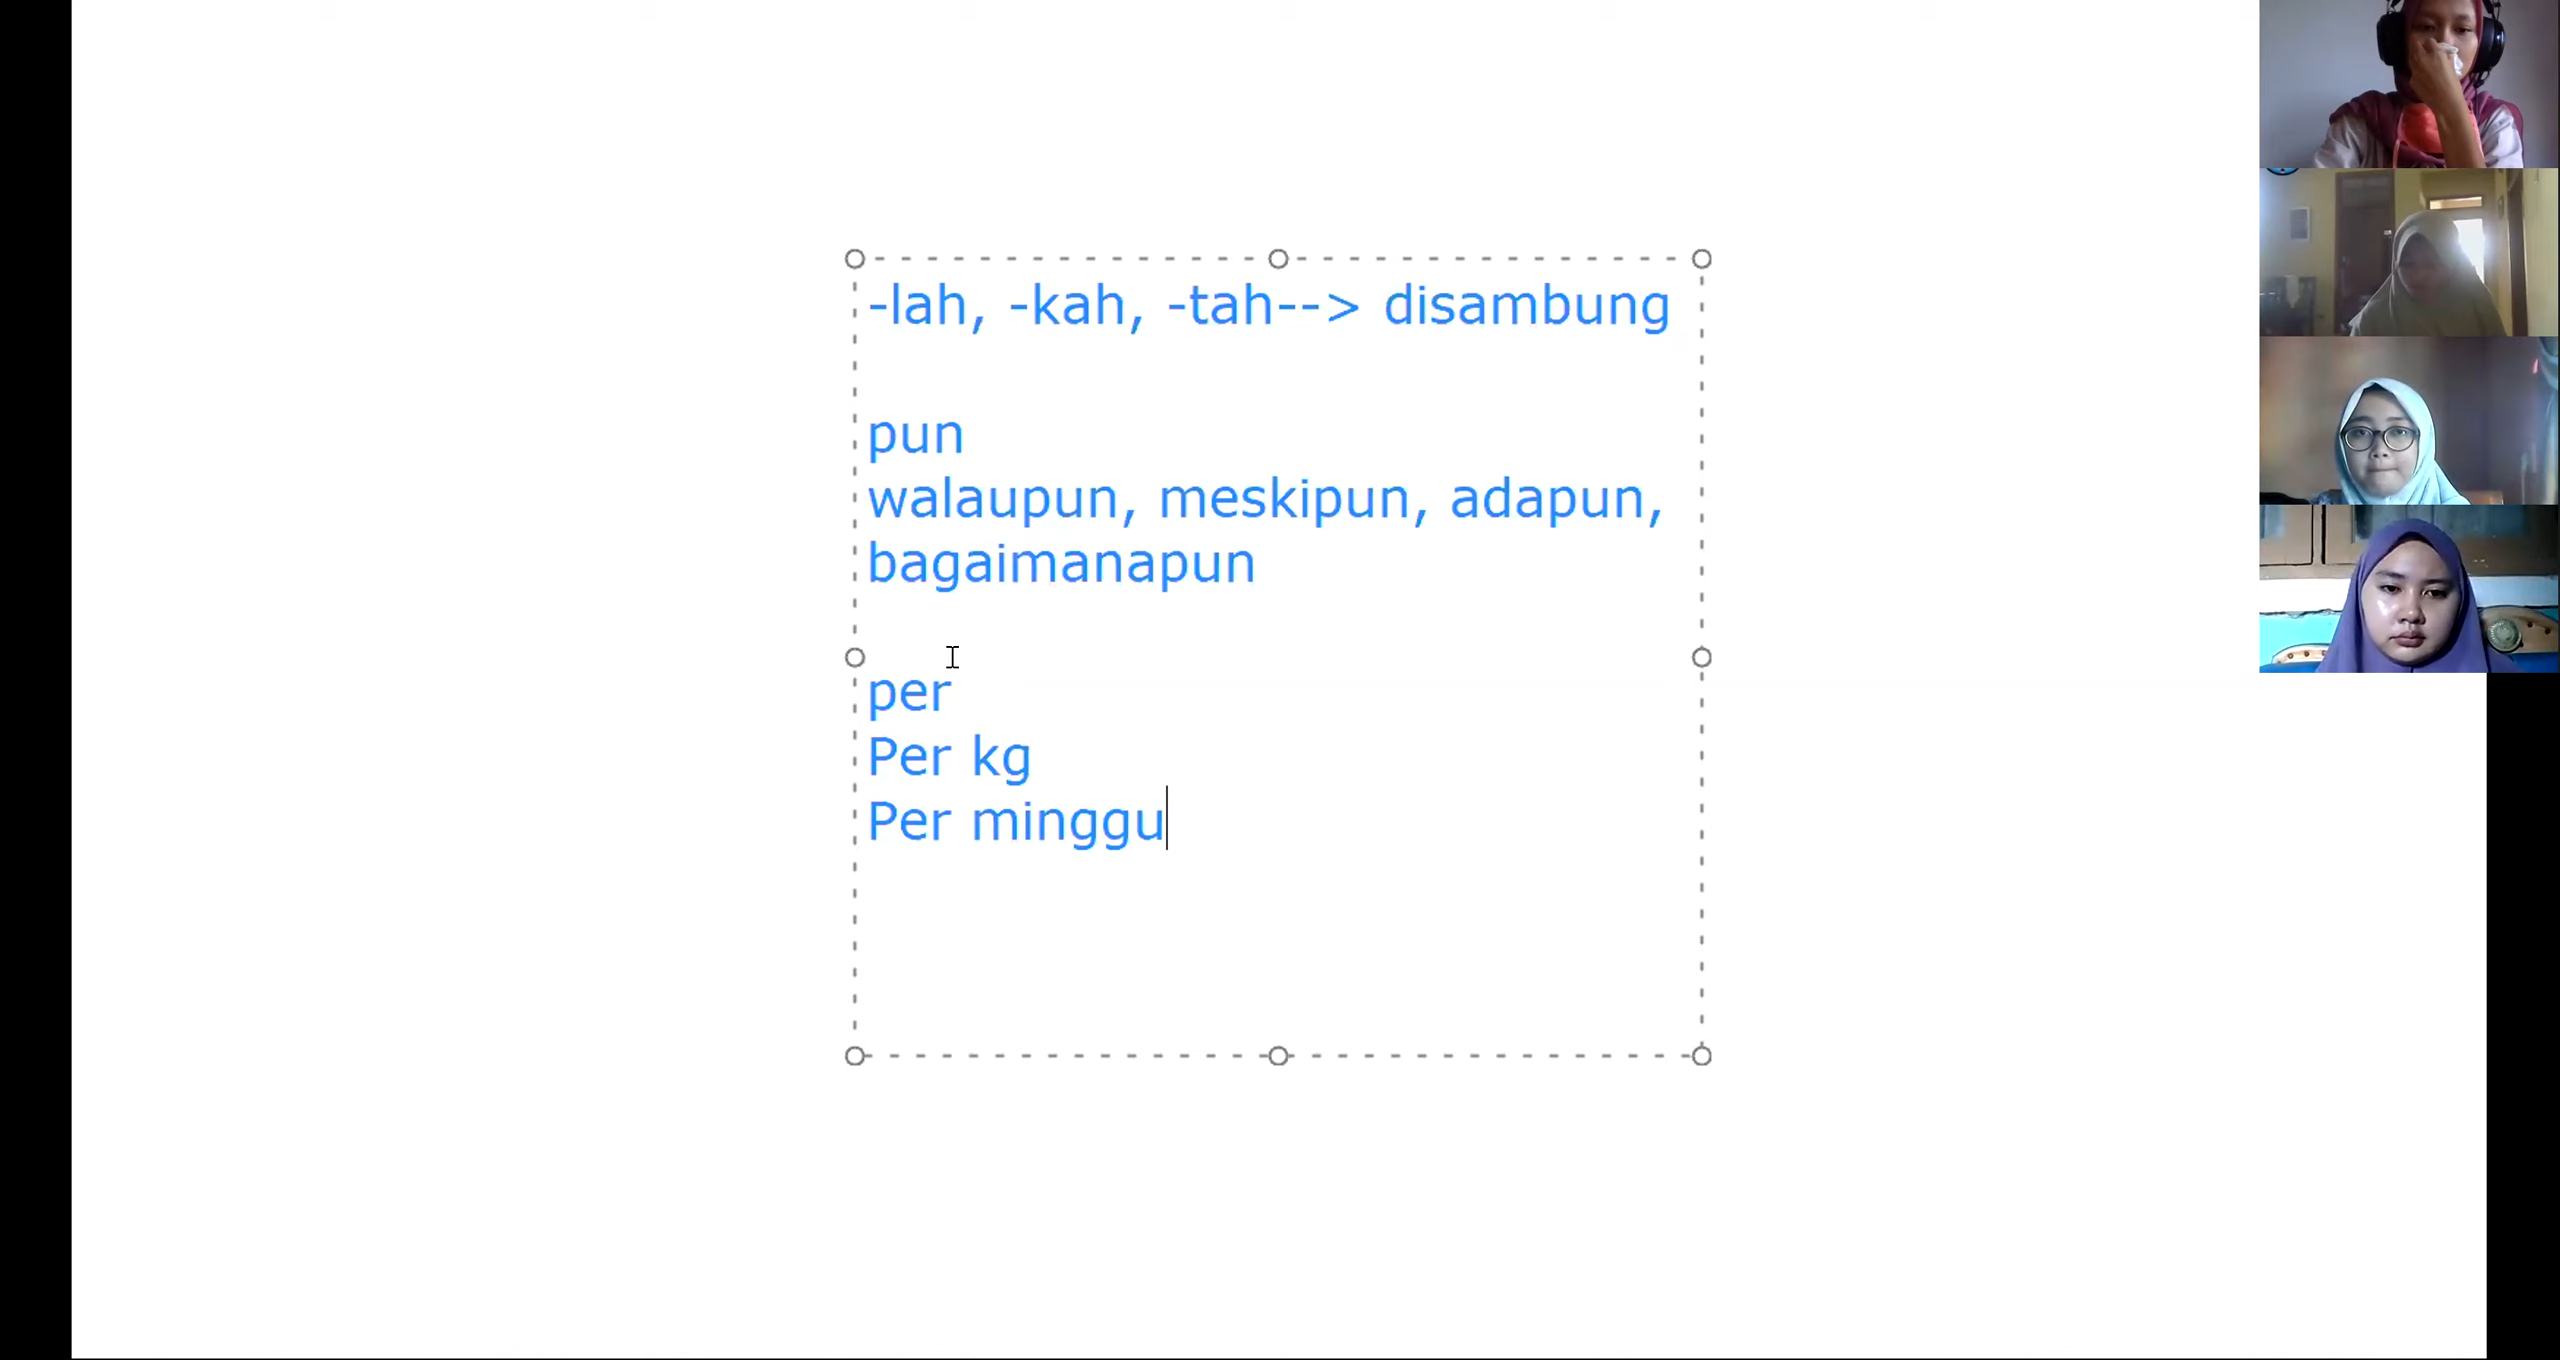 -lah, -kah, -tah--> disambung
pun
walaupun, meskipun, adapun,
bagaimanapun
per
Per kg
Per minggu